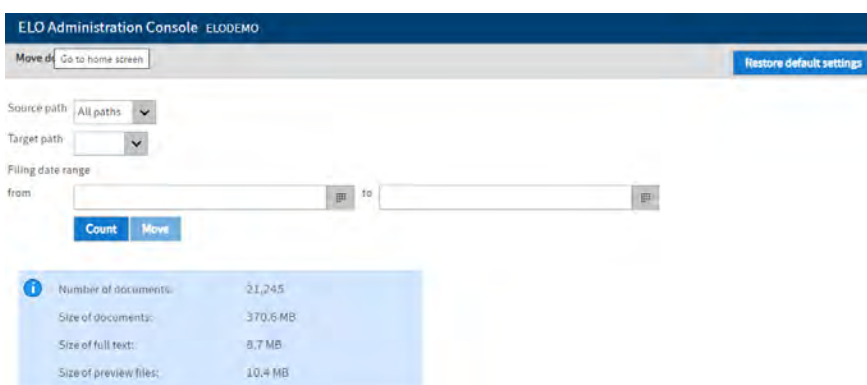 ELO Administration Console ELODEMO
Move d Go to home screen
Restore default settings
Source path All paths
Target path
Filing date range
from to
Count Move
Number of documents: 21,245
Size of documents: 370.6 MB
Size of full text: 8.7 MB
Size of preview files: 10.4 MB